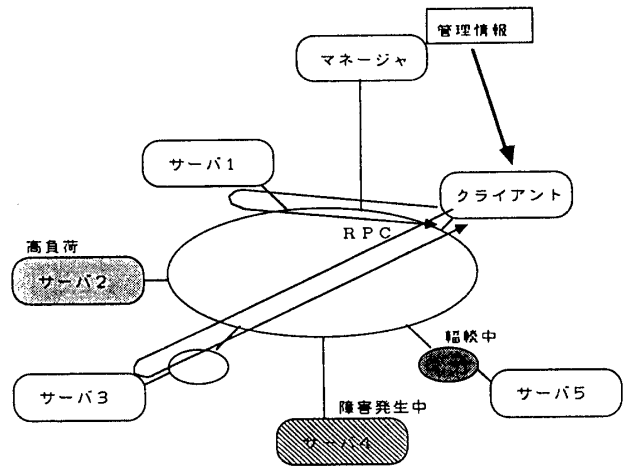 管理情報
マネージャ
サーバ1
クライアント
RPC
高負荷
サーバ2
輻輳中
サーバ3
サーバ5
障害発生中
サーバ4